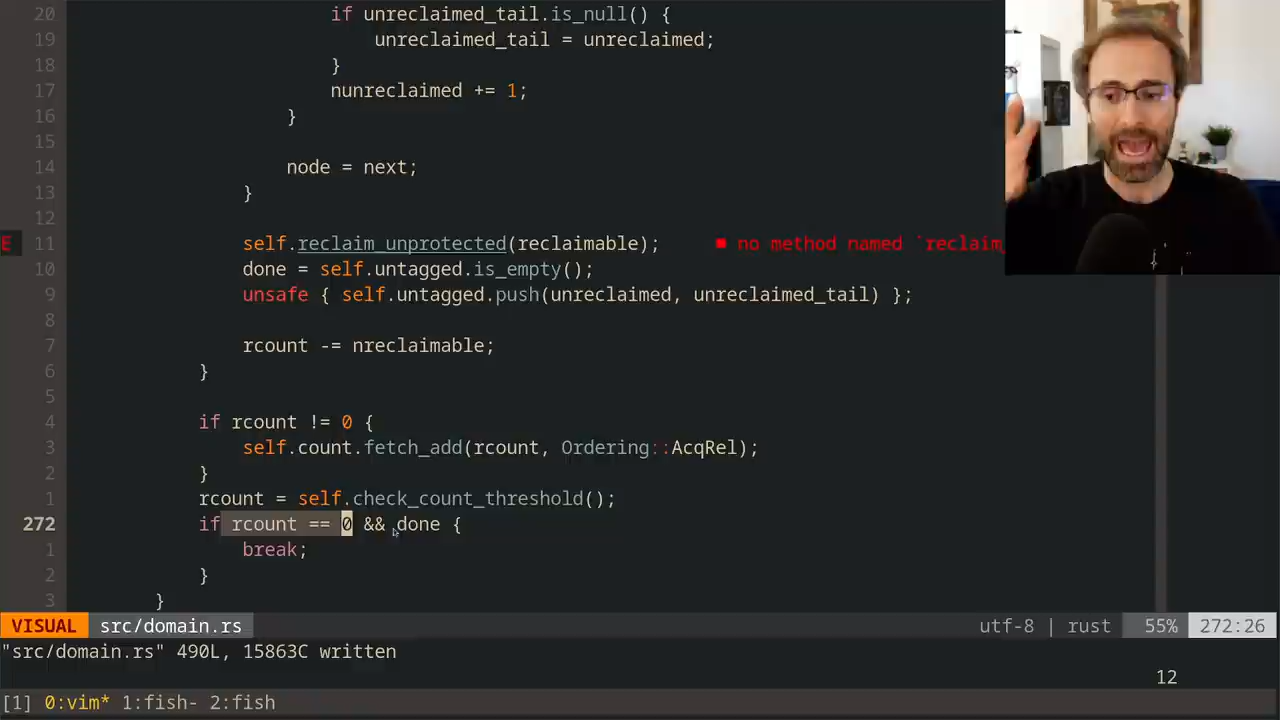 20 if unreclaimed_tail.is_null() {
19 unreclaimed_tail = unreclaimed;
18 }
17 nunreclaimed += 1;
16 }
15
14 node = next;
13 }
12
E 11 self.reclaim_unprotected(reclaimable); ■ no method named `reclaim_
10 done = self.untagged.is_empty();
9 unsafe { self.untagged.push(unreclaimed, unreclaimed_tail) };
8
7 rcount -= nreclaimable;
6 }
5
4 if rcount != 0 {
3 self.count.fetch_add(rcount, Ordering::AcqRel);
2 }
1 rcount = self.check_count_threshold();
272 if rcount == 0 && done {
1 break;
2 }
3 }
VISUAL src/domain.rs utf-8 | rust 55% 272:26
"src/domain.rs" 490L, 15863C written
12
[1] 0:vim* 1:fish- 2:fish